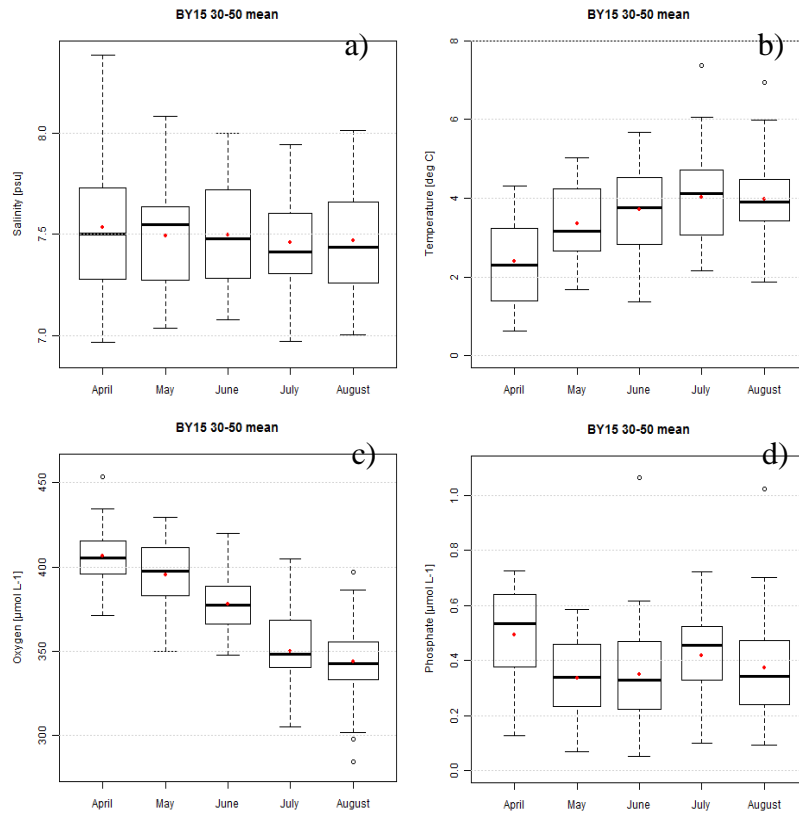 BY15 30-50 mean
a)
Salinity [psu]
8.0
7.5
7.0
April May June July August
BY15 30-50 mean
b)
Temperature [deg C]
8
6
4
2
0
April May June July August
BY15 30-50 mean
c)
Oxygen [µmol L-1]
450
400
350
300
April May June July August
BY15 30-50 mean
d)
Phosphate [µmol L-1]
1.0
0.8
0.6
0.4
0.2
0.0
April May June July August